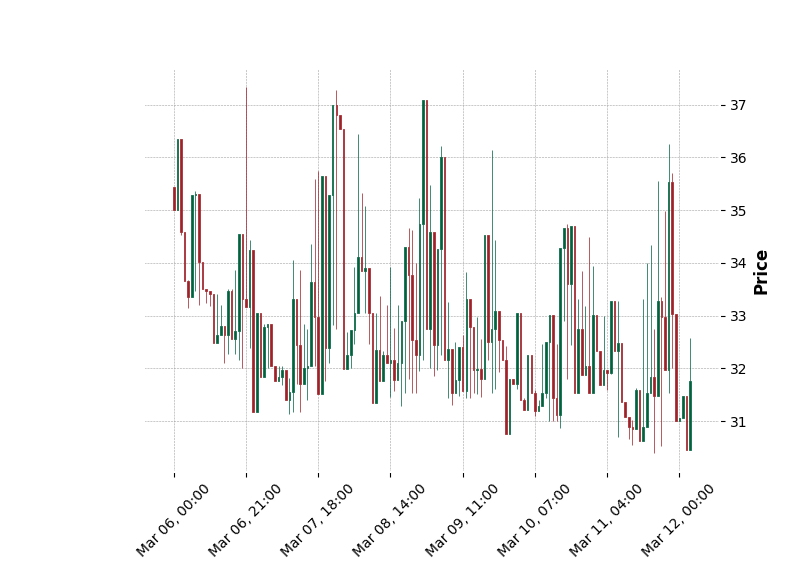 37
36
35
34
33
32
31
Price
Mar 06, 00:00
Mar 06, 21:00
Mar 07, 18:00
Mar 08, 14:00
Mar 09, 11:00
Mar 10, 07:00
Mar 11, 04:00
Mar 12, 00:00